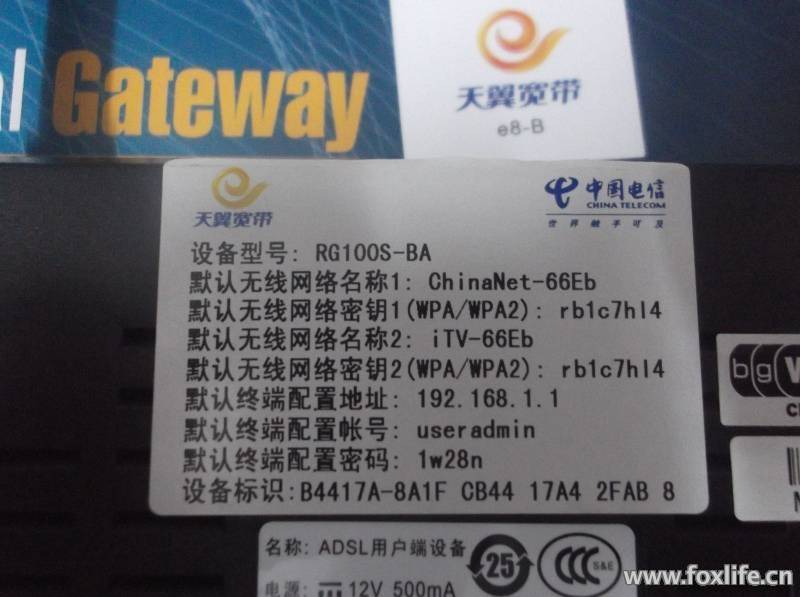 al Gateway
天翼宽带
e8-B
天翼宽带
中国电信
CHINA TELECOM
世界触手可及
设备型号: RG100S-BA
默认无线网络名称1: ChinaNet-66Eb
默认无线网络密钥1(WPA/WPA2): rb1c7hl4
默认无线网络名称2: iTV-66Eb
默认无线网络密钥2(WPA/WPA2): rb1c7hl4
默认终端配置地址: 192.168.1.1
默认终端配置帐号: useradmin
默认终端配置密码: 1w28n
设备标识:B4417A-8A1F CB44 17A4 2FAB 8
bg
名称: ADSL用户端设备
电源: 12V 500mA
25
CCC
S&E
www.foxlife.cn